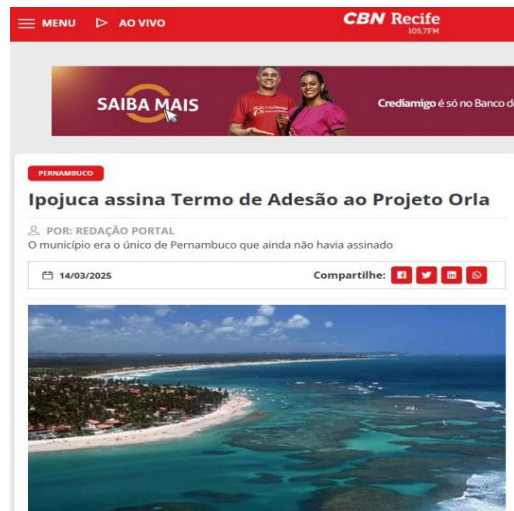 MENU AO VIVO CBN Recife
105,7FM
SAIBA MAIS Crediamigo é só no Banco d
PERNAMBUCO
Ipojuca assina Termo de Adesão ao Projeto Orla
POR: REDAÇÃO PORTAL
O município era o único de Pernambuco que ainda não havia assinado
14/03/2025 Compartilhe: